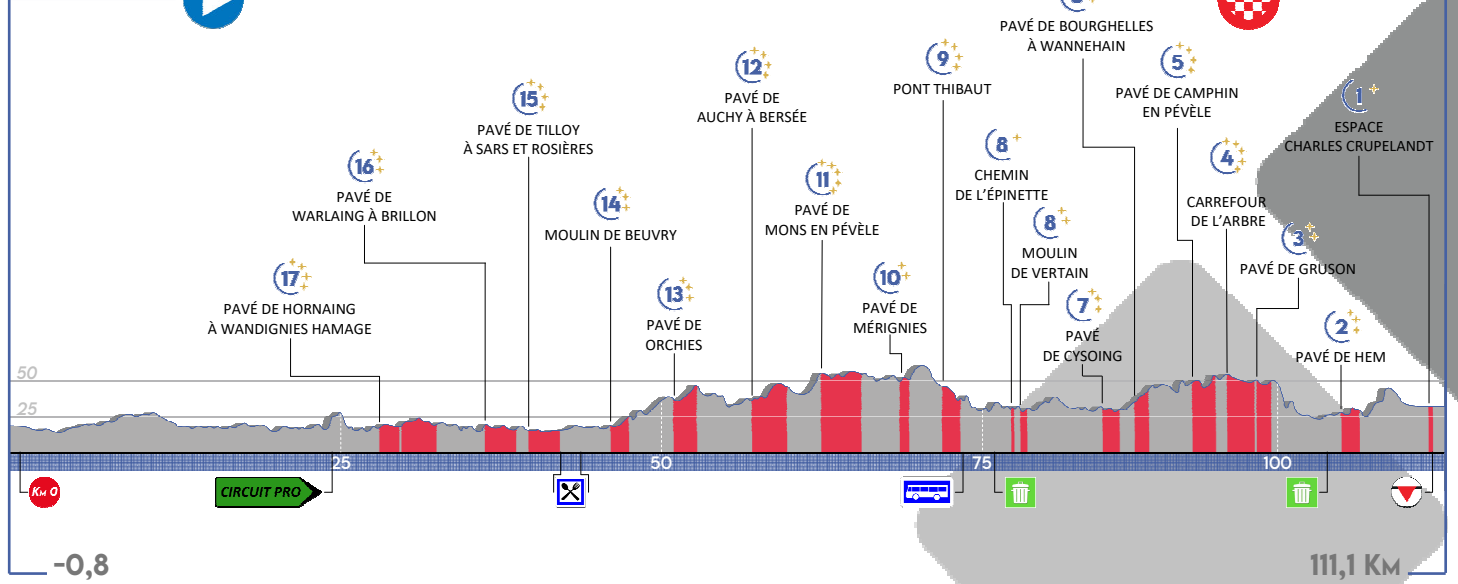 PAVÉ DE BOURGHELLES
À WANNEHAIN
12
PAVÉ DE
AUCHY À BERSÉE
9
PONT THIBAUT
5
PAVÉ DE CAMPHIN
EN PÉVÈLE
15
PAVÉ DE TILLOY
À SARS ET ROSIÈRES
1
ESPACE
CHARLES CRUPELANDT
16
PAVÉ DE
WARLAING À BRILLON
11
PAVÉ DE
MONS EN PÉVÈLE
8
CHEMIN
DE L'ÉPINETTE
4
CARREFOUR
DE L'ARBRE
14
MOULIN DE BEUVRY
8
MOULIN
DE VERTAIN
3
PAVÉ DE GRUSON
17
PAVÉ DE HORNAING
À WANDIGNIES HAMAGE
13
PAVÉ DE
ORCHIES
10
PAVÉ DE
MÉRIGNIES
7
PAVÉ
DE CYSOING
2
PAVÉ DE HEM
50
25
25 50 75 100
KM 0
CIRCUIT PRO
-0,8
111,1 KM